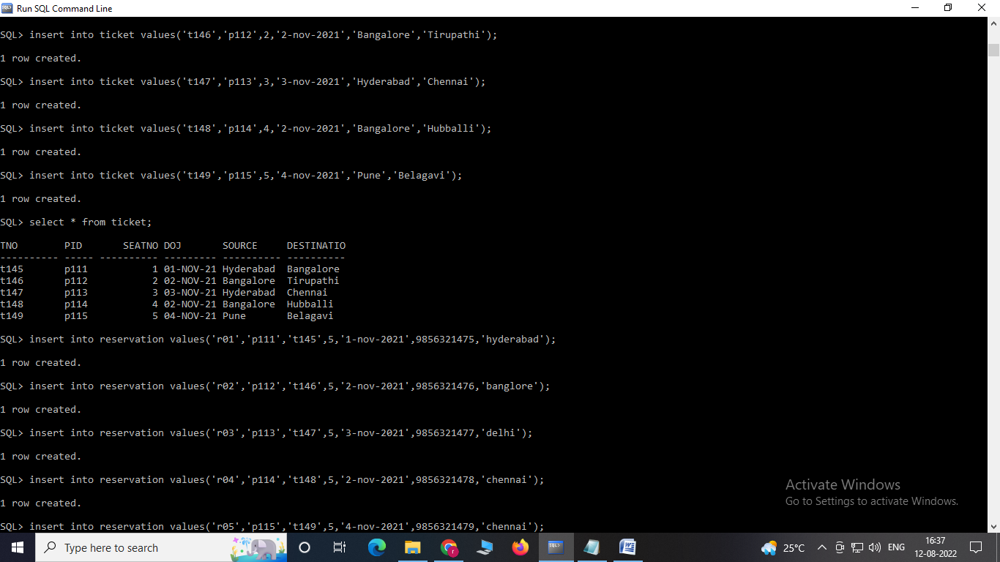 Run SQL Command Line
SQL> insert into ticket values('t146','p112',2,'2-nov-2021','Bangalore','Tirupathi');
1 row created.
SQL> insert into ticket values('t147','p113',3,'3-nov-2021','Hyderabad','Chennai');
1 row created.
SQL> insert into ticket values('t148','p114',4,'2-nov-2021','Bangalore','Hubballi');
1 row created.
SQL> insert into ticket values('t149','p115',5,'4-nov-2021','Pune','Belagavi');
1 row created.
SQL> select * from ticket;
TNO        PID       SEATNO DOJ       SOURCE     DESTINATIO
---------- ----- ---------- --------- ---------- ----------
t145       p111           1 01-NOV-21 Hyderabad  Bangalore
t146       p112           2 02-NOV-21 Bangalore  Tirupathi
t147       p113           3 03-NOV-21 Hyderabad  Chennai
t148       p114           4 02-NOV-21 Bangalore  Hubballi
t149       p115           5 04-NOV-21 Pune       Belagavi
SQL> insert into reservation values('r01','p111','t145',5,'1-nov-2021',9856321475,'hyderabad');
1 row created.
SQL> insert into reservation values('r02','p112','t146',5,'2-nov-2021',9856321476,'banglore');
1 row created.
SQL> insert into reservation values('r03','p113','t147',5,'3-nov-2021',9856321477,'delhi');
1 row created.
SQL> insert into reservation values('r04','p114','t148',5,'2-nov-2021',9856321478,'chennai');
1 row created.
SQL> insert into reservation values('r05','p115','t149',5,'4-nov-2021',9856321479,'chennai');
Activate Windows
Go to Settings to activate Windows.
Type here to search
25°C
ENG
16:37
12-08-2022